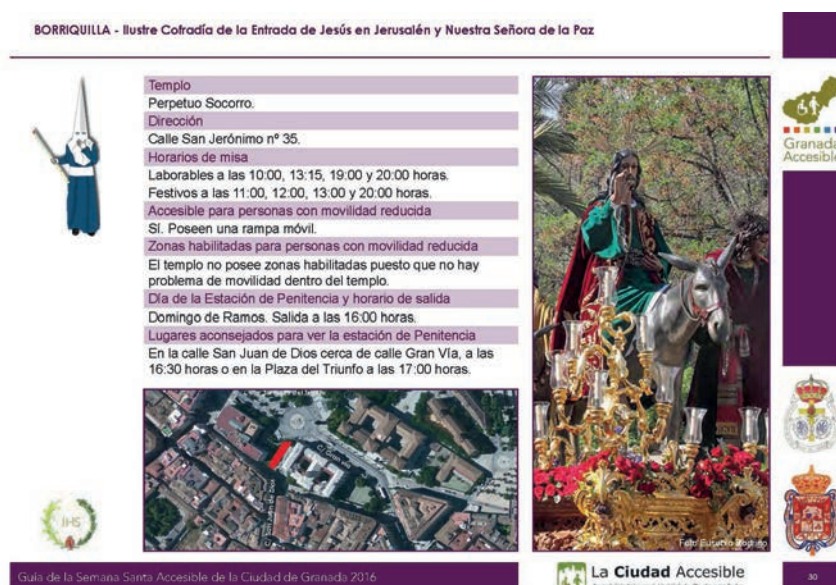 BORRIQUILLA - Ilustre Cofradía de la Entrada de Jesús en Jerusalén y Nuestra Señora de la Paz
Templo
Perpetuo Socorro.
Dirección
Calle San Jerónimo nº 35.
Horarios de misa
Laborables a las 10:00, 13:15, 19:00 y 20:00 horas.
Festivos a las 11:00, 12:00, 13:00 y 20:00 horas.
Accesible para personas con movilidad reducida
Sí. Poseen una rampa móvil.
Zonas habilitadas para personas con movilidad reducida
El templo no posee zonas habilitadas puesto que no hay
problema de movilidad dentro del templo.
Día de la Estación de Penitencia y horario de salida
Domingo de Ramos. Salida a las 16:00 horas.
Lugares aconsejados para ver la estación de Penitencia
En la calle San Juan de Dios cerca de calle Gran Vía, a las
16:30 horas o en la Plaza del Triunfo a las 17:00 horas.
Granada
Accesible
C/ San Juan de Dios
IHS
Guía de la Semana Santa Accesible de la Ciudad de Granada 2016
La Ciudad Accesible
30